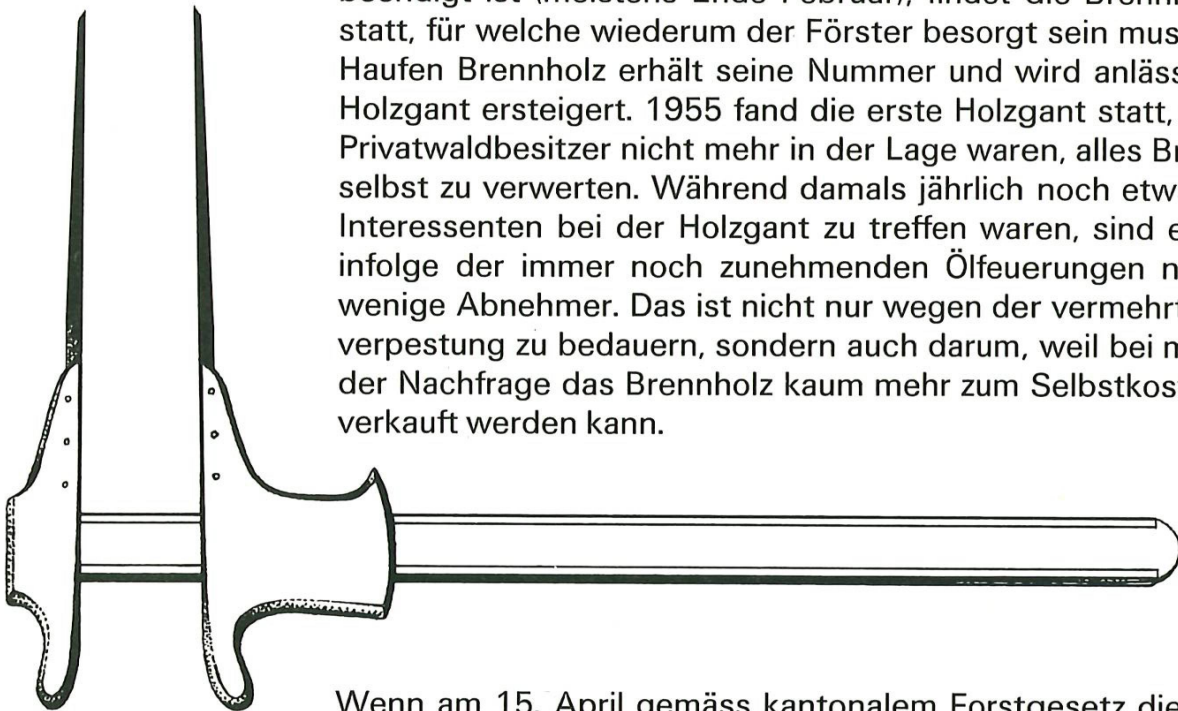 statt, für welche wiederum der Förster besorgt sein mus
Haufen Brennholz erhält seine Nummer und wird anläss
Holzgant ersteigert. 1955 fand die erste Holzgant statt,
Privatwaldbesitzer nicht mehr in der Lage waren, alles Br
selbst zu verwerten. Während damals jährlich noch etw
Interessenten bei der Holzgant zu treffen waren, sind e
infolge der immer noch zunehmenden Ölfeuerungen n
wenige Abnehmer. Das ist nicht nur wegen der vermehr
verpestung zu bedauern, sondern auch darum, weil bei m
der Nachfrage das Brennholz kaum mehr zum Selbstkos
verkauft werden kann.
Wenn am 15. April gemäss kantonalem Forstgesetz die